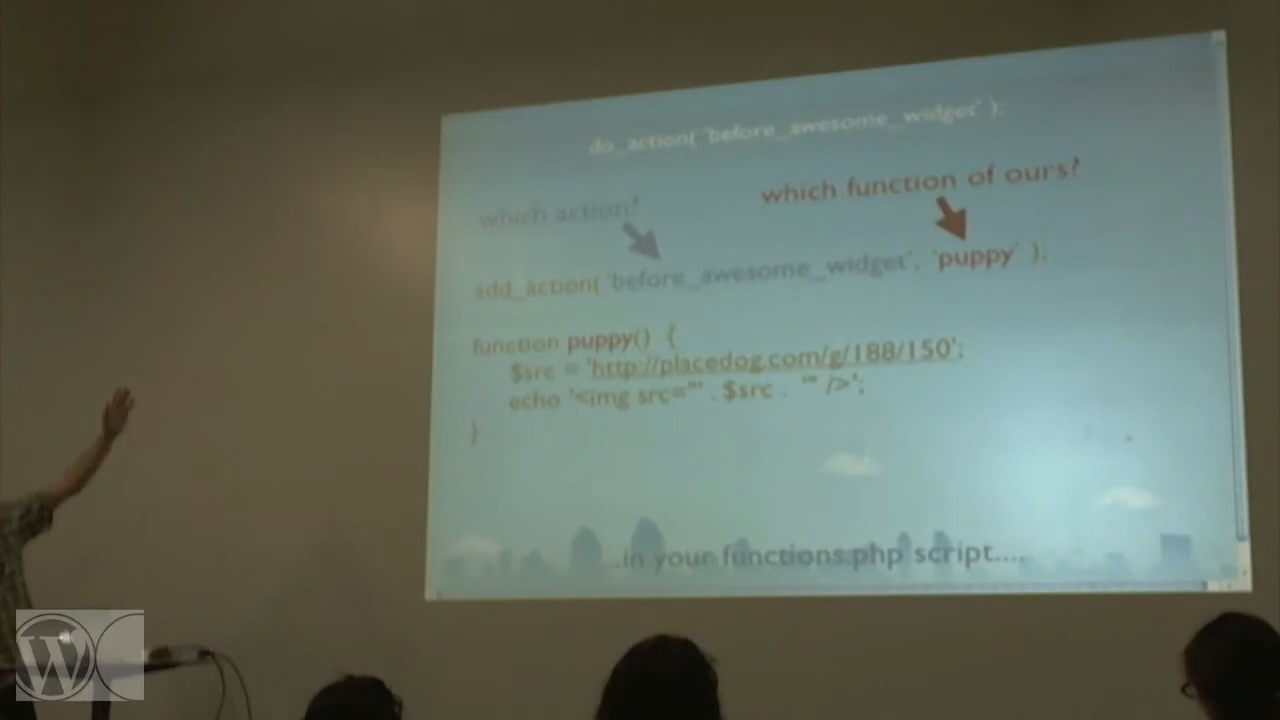 do_action( 'before_awesome_widget' );
which action?
which function of ours?
add_action( 'before_awesome_widget', 'puppy' );
function puppy() {
$src = 'http://placedog.com/g/188/150';
echo '<img src="' . $src . '" />';
}
...in your functions.php script....
W